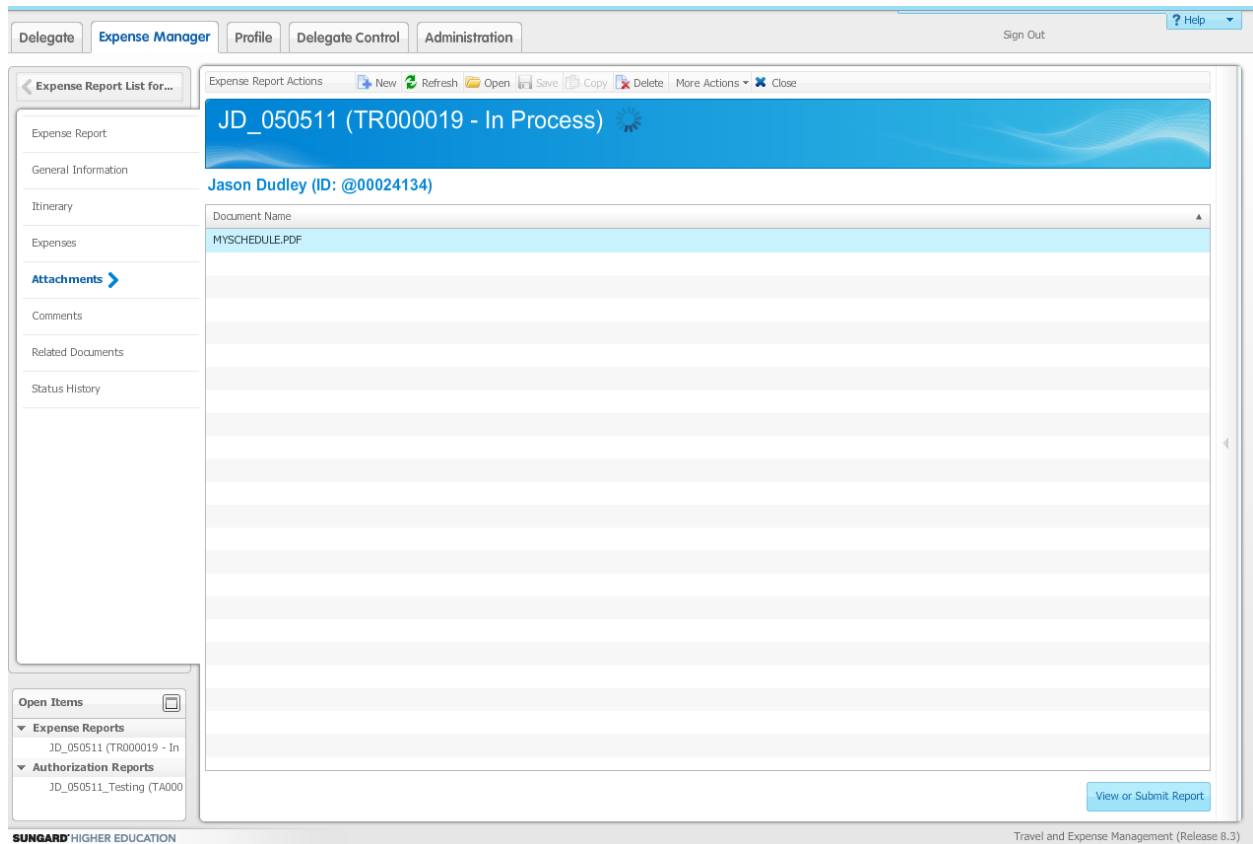 ? Help
Delegate
Expense Manager
Profile
Delegate Control
Administration
Sign Out
Expense Report List for...
Expense Report Actions
New
Refresh
Open
Save
Copy
Delete
More Actions
Close
JD_050511 (TR000019 - In Process)
Expense Report
General Information
Itinerary
Expenses
Attachments
Comments
Related Documents
Status History
Jason Dudley (ID: @00024134)
Document Name
MYSCHEDULE.PDF
Open Items
Expense Reports
JD_050511 (TR000019 - In
Authorization Reports
JD_050511_Testing (TA000
View or Submit Report
SUNGARD HIGHER EDUCATION
Travel and Expense Management (Release 8.3)